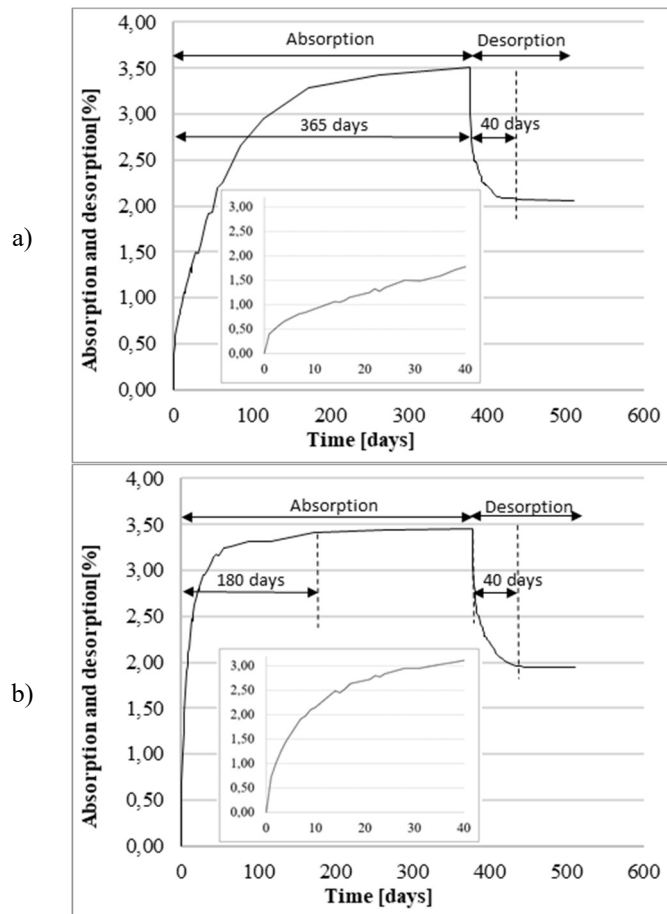 a)
Absorption and desorption[%]
4,00
3,50
3,00
2,50
2,00
1,50
1,00
0,50
0,00
Absorption
Desorption
365 days
40 days
3,00
2,50
2,00
1,50
1,00
0,50
0,00
0 10 20 30 40
0 100 200 300 400 500 600
Time [days]
b)
Absorption and desorption[%]
4,00
3,50
3,00
2,50
2,00
1,50
1,00
0,50
0,00
Absorption
Desorption
180 days
40 days
3,00
2,50
2,00
1,50
1,00
0,50
0,00
0 10 20 30 40
0 100 200 300 400 500 600
Time [days]